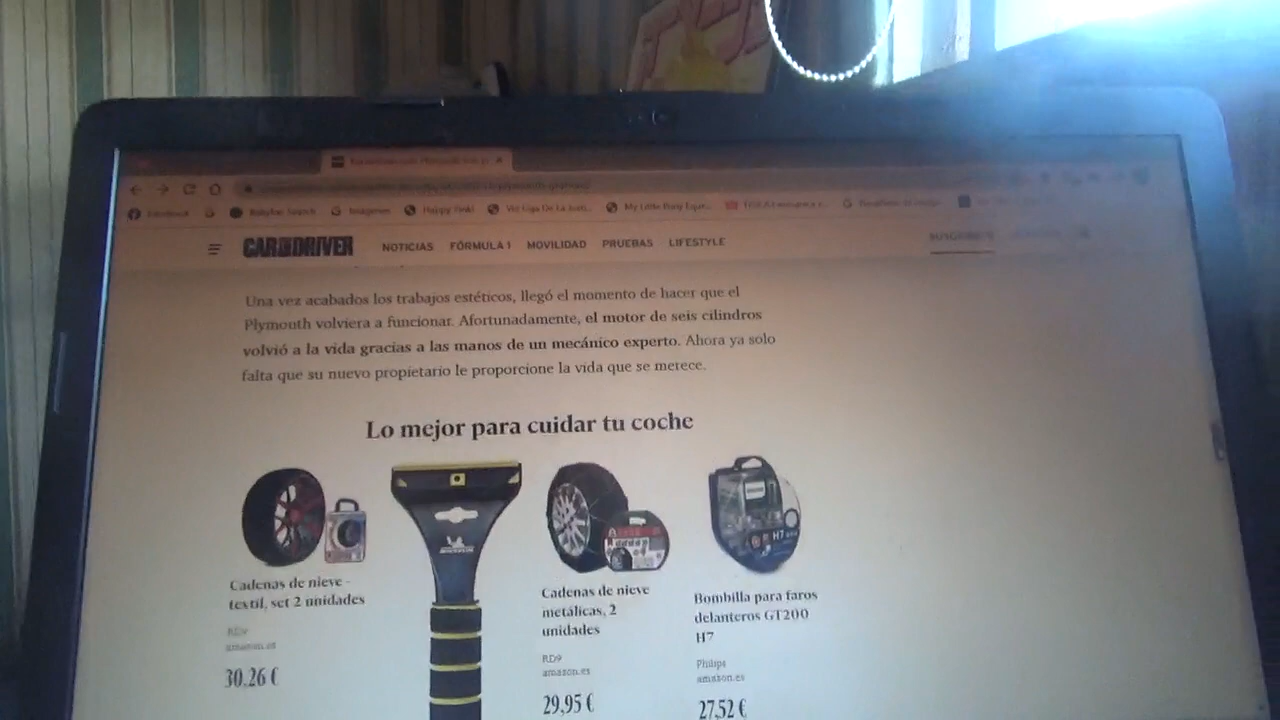 Facebook
Imágenes
CAR AND DRIVER
NOTICIAS FÓRMULA 1 MOVILIDAD PRUEBAS LIFESTYLE
Una vez acabados los trabajos estéticos, llegó el momento de hacer que el
Plymouth volviera a funcionar. Afortunadamente, el motor de seis cilindros
volvió a la vida gracias a las manos de un mecánico experto. Ahora ya solo
falta que su nuevo propietario le proporcione la vida que se merece.
Lo mejor para cuidar tu coche
MICHELIN
H7
Cadenas de nieve -
textil, set 2 unidades
RD9
amazon.es
30,26 €
Cadenas de nieve
metálicas, 2
unidades
RD9
amazon.es
29,95 €
Bombilla para faros
delanteros GT200
H7
Philips
amazon.es
27,52 €